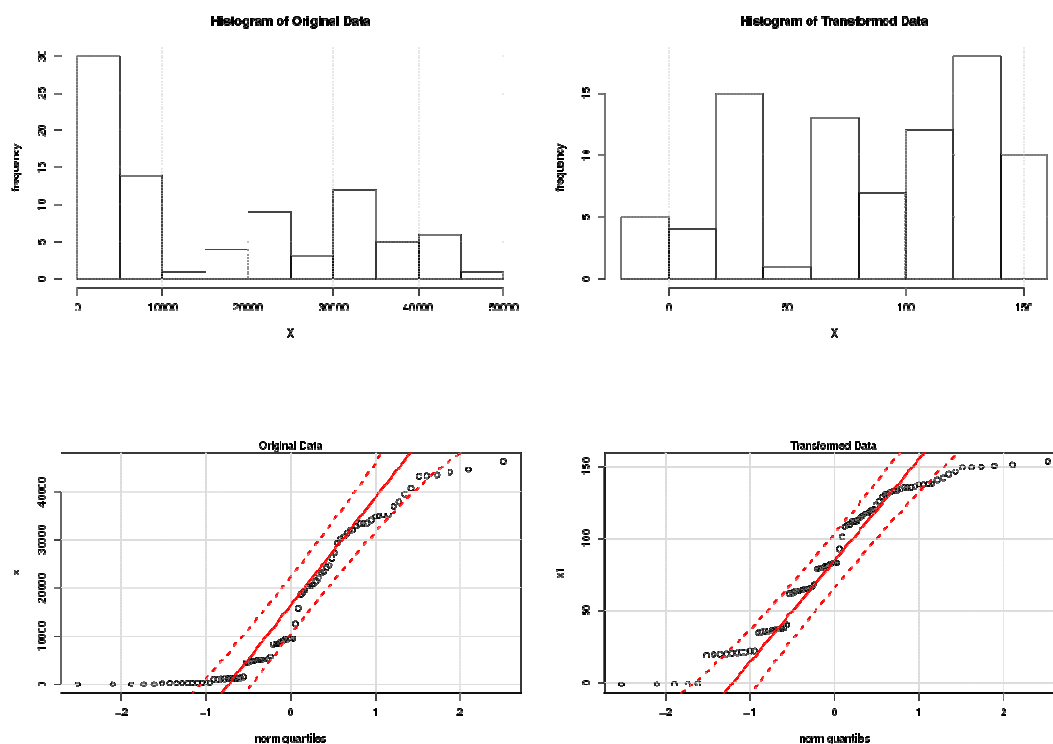 Histogram of Original Data
Histogram of Transformed Data
frequency
0 5 10 15 20 25 30
0 10000 20000 30000 40000 50000
X
frequency
0 5 10 15
0 50 100 150
X
Original Data
Transformed Data
x
0 10000 20000 30000 40000
-2 -1 0 1 2
norm quantiles
x1
0 50 100 150
-2 -1 0 1 2
norm quantiles